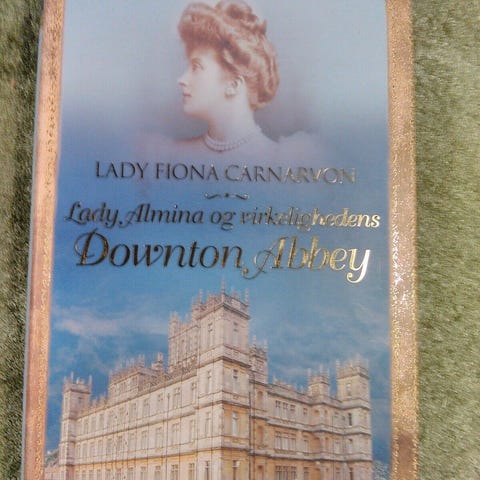 LADY FIONA CARNARVON
Lady Almina og virkelighedens
Downton Abbey